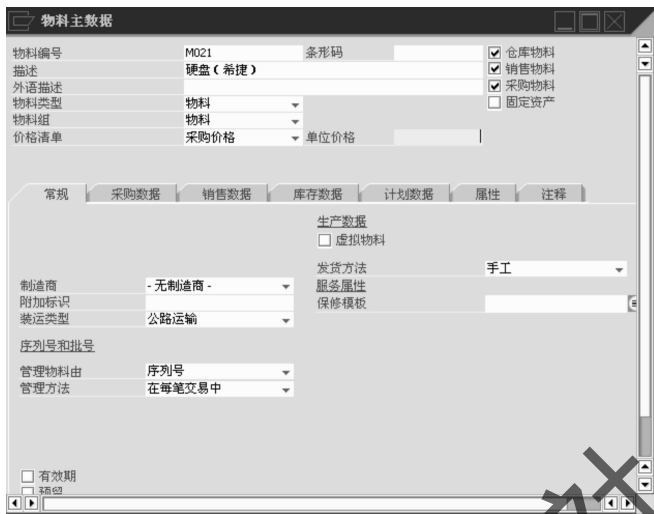 物料主数据
物料编号 M021 条形码 仓库物料
描述 硬盘（希捷） 销售物料
外语描述 采购物料
物料类型 物料 固定资产
物料组 物料
价格清单 采购价格 单位价格
常规 采购数据 销售数据 库存数据 计划数据 属性 注释
生产数据
虚拟物料
发货方法 手工
制造商 - 无制造商 - 服务属性
附加标识 保修模板
装运类型 公路运输
序列号和批号
管理物料由 序列号
管理方法 在每笔交易中
有效期
预留